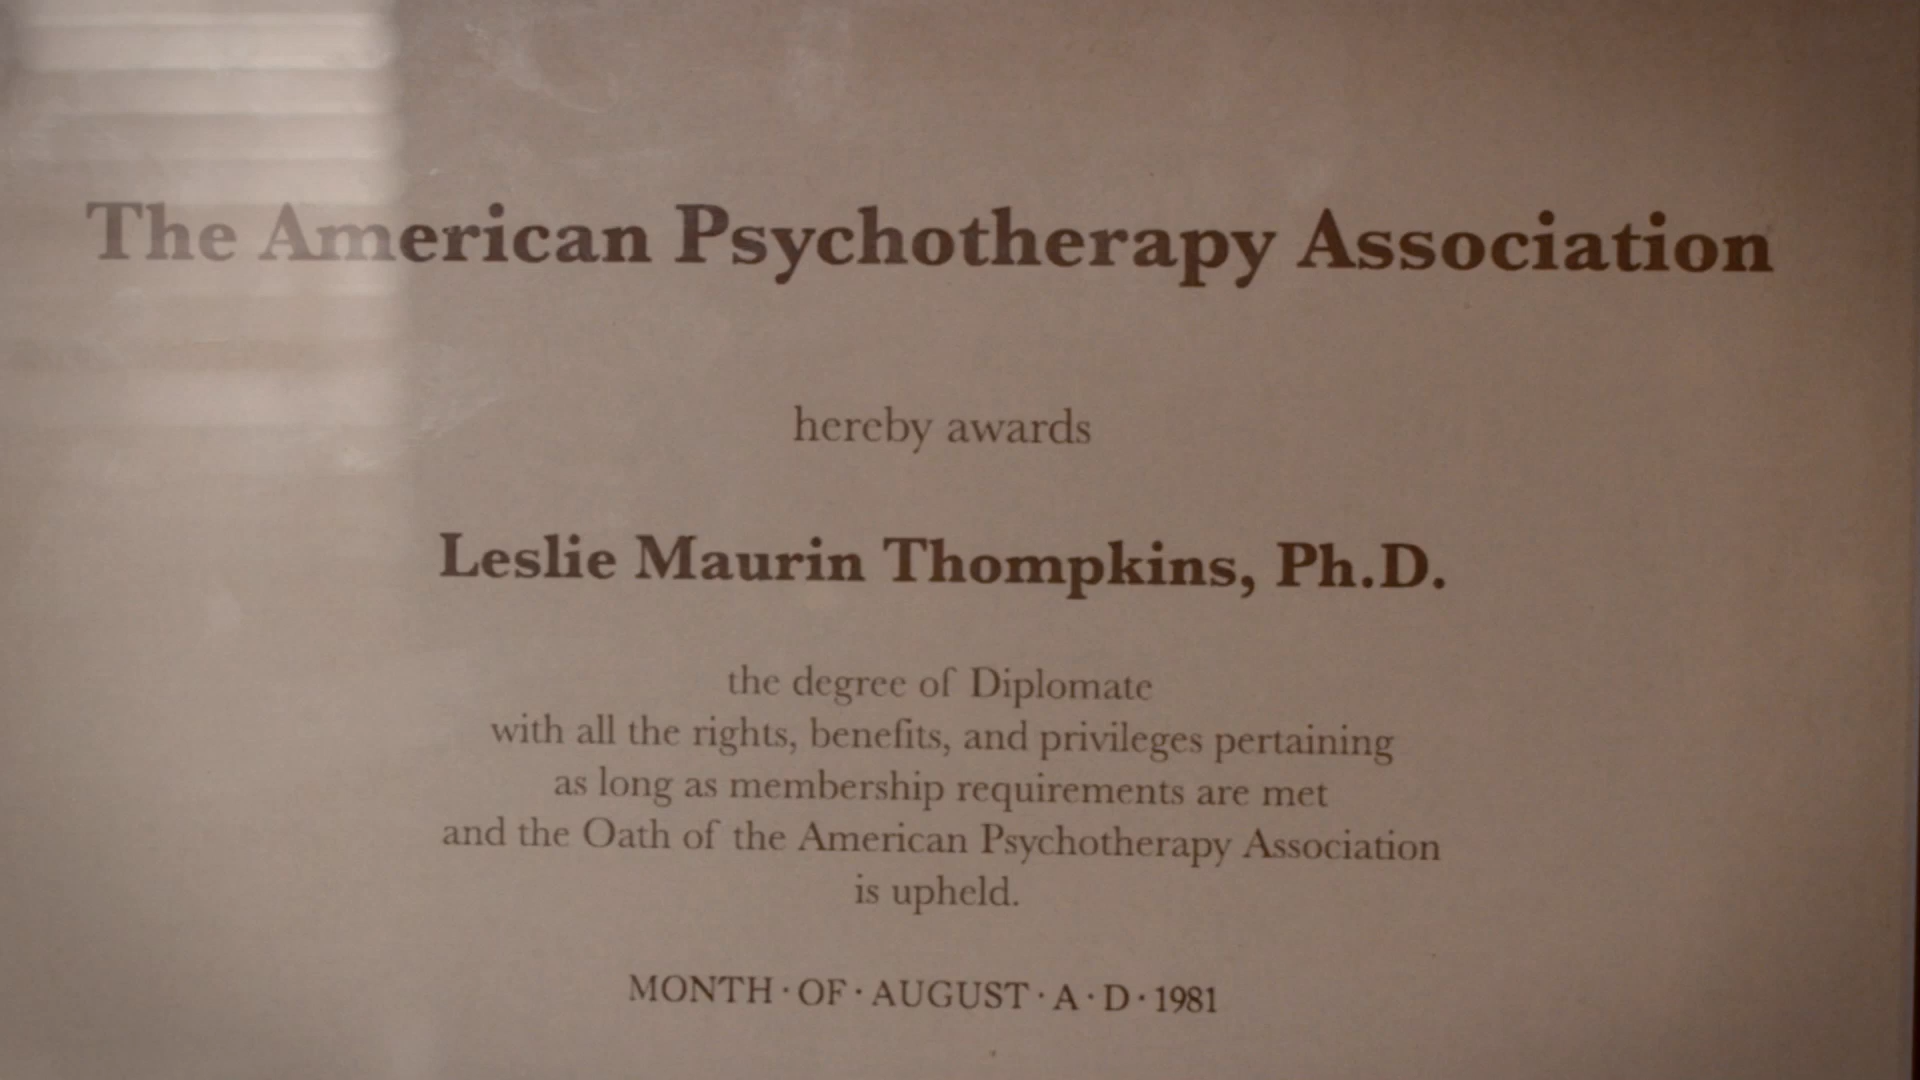 The American Psychotherapy Association
hereby awards
Leslie Maurin Thompkins, Ph.D.
the degree of Diplomate
with all the rights, benefits, and privileges pertaining
as long as membership requirements are met
and the Oath of the American Psychotherapy Association
is upheld.
MONTH · OF · AUGUST · A · D · 1981